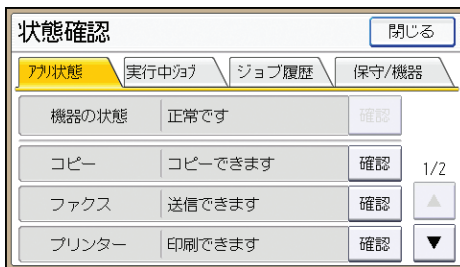 状態確認 閉じる
ｱﾌﾟﾘ状態 実行中ｼﾞｮﾌﾞ ジョブ履歴 保守/機器
機器の状態 正常です 確認
コピー コピーできます 確認 1/2
ファクス 送信できます 確認 ▲
プリンター 印刷できます 確認 ▼